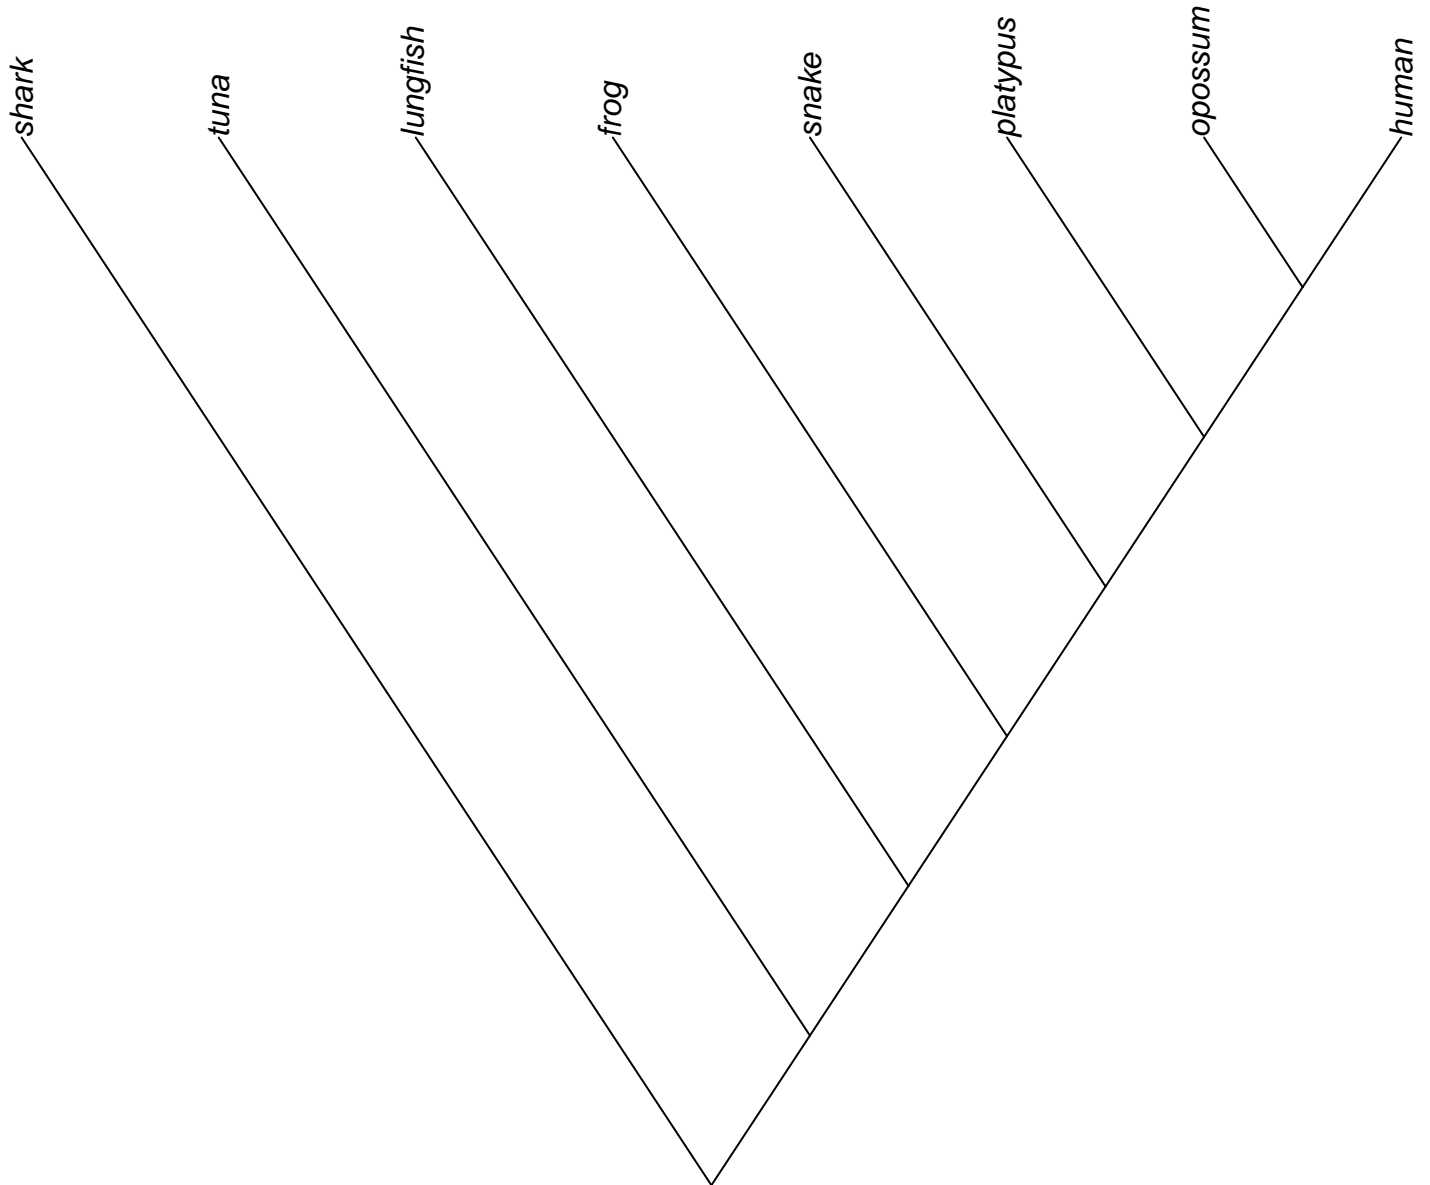 shark
tuna
lungfish
frog
snake
platypus
opossum
human